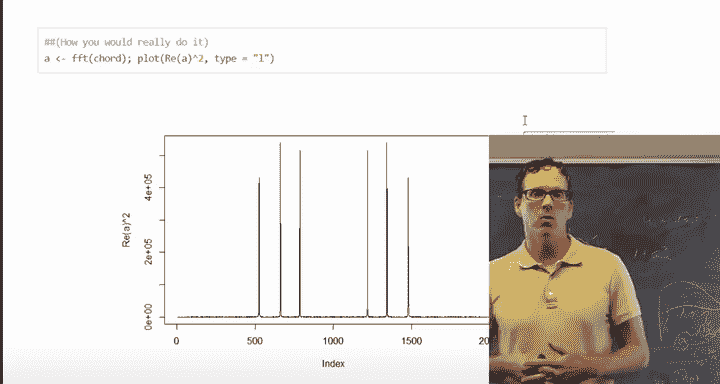 ##(How you would really do it)
a <- fft(chord); plot(Re(a)^2, type = "l")
Re(a)^2
4e+05
2e+05
0e+00
0
500
1000
1500
Index